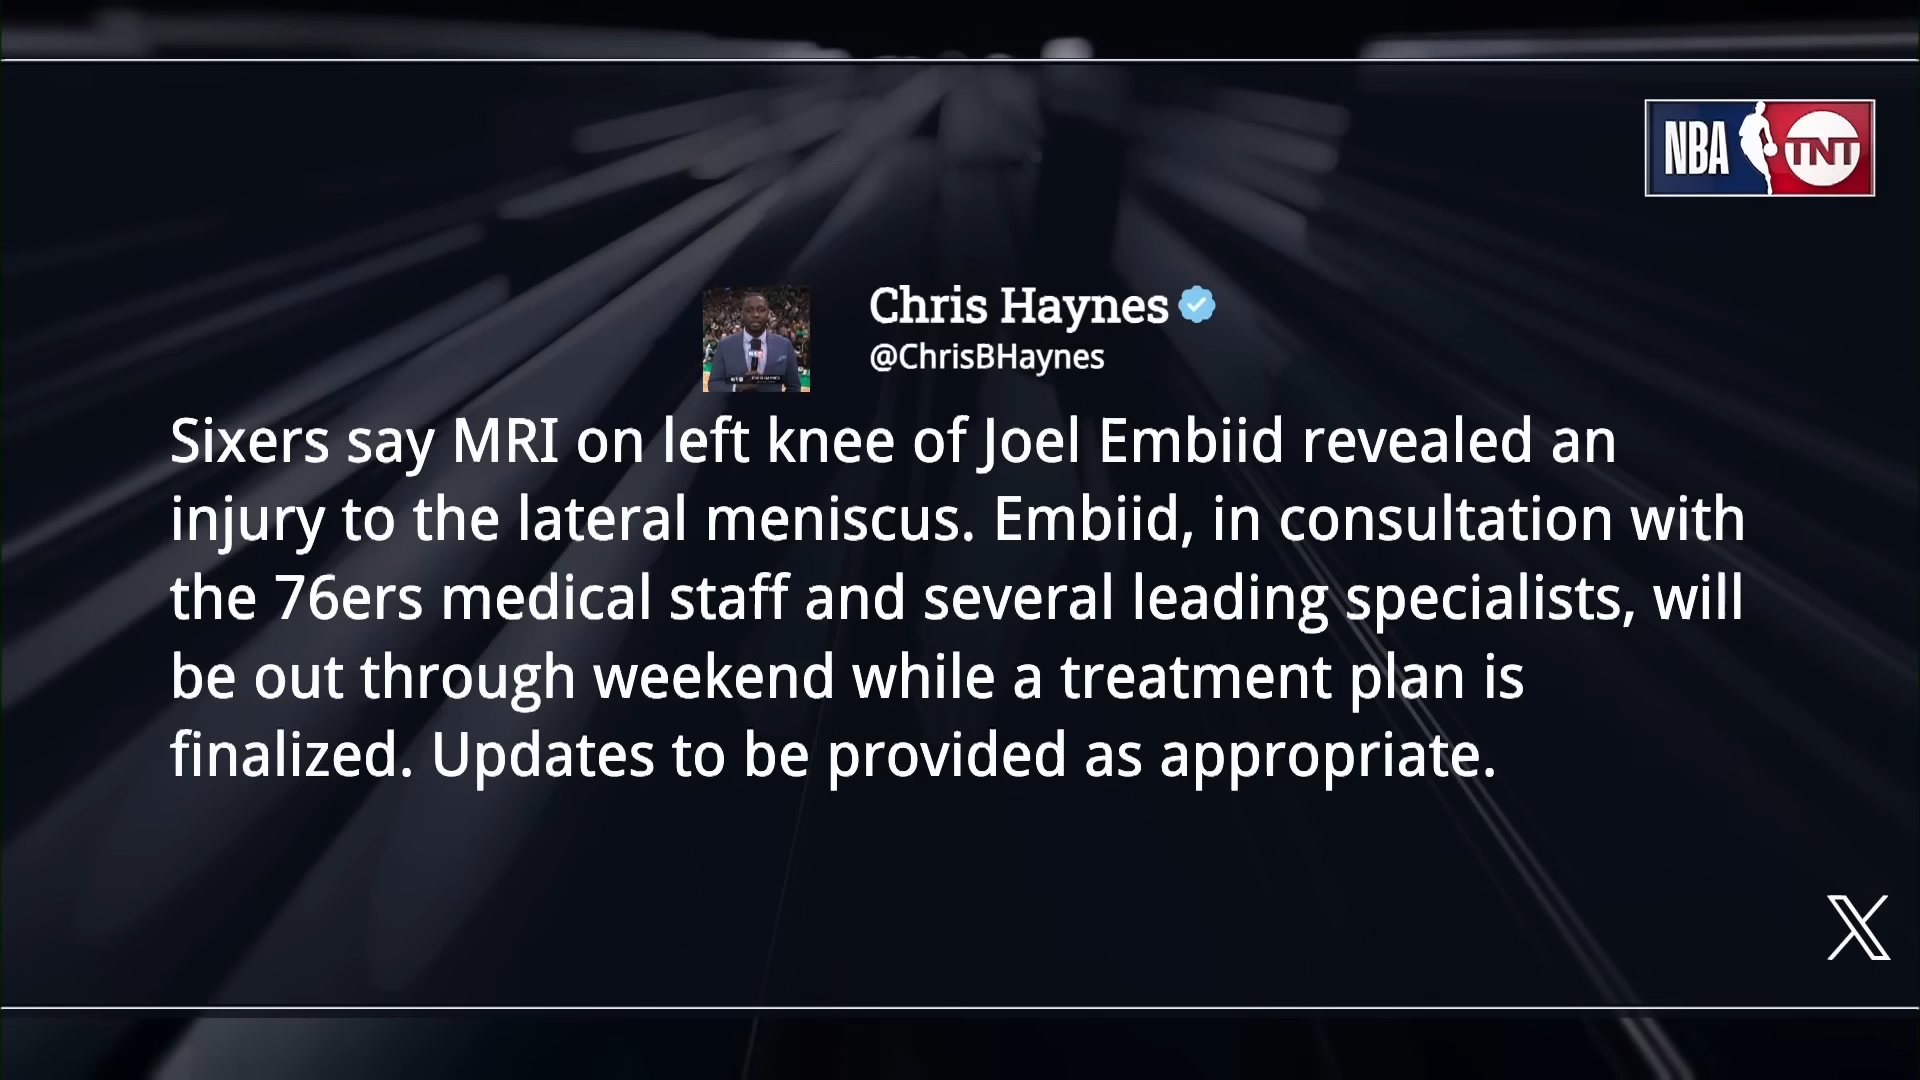 NBA TNT
Chris Haynes
@ChrisBHaynes
Sixers say MRI on left knee of Joel Embiid revealed an
injury to the lateral meniscus. Embiid, in consultation with
the 76ers medical staff and several leading specialists, will
be out through weekend while a treatment plan is
finalized. Updates to be provided as appropriate.
X